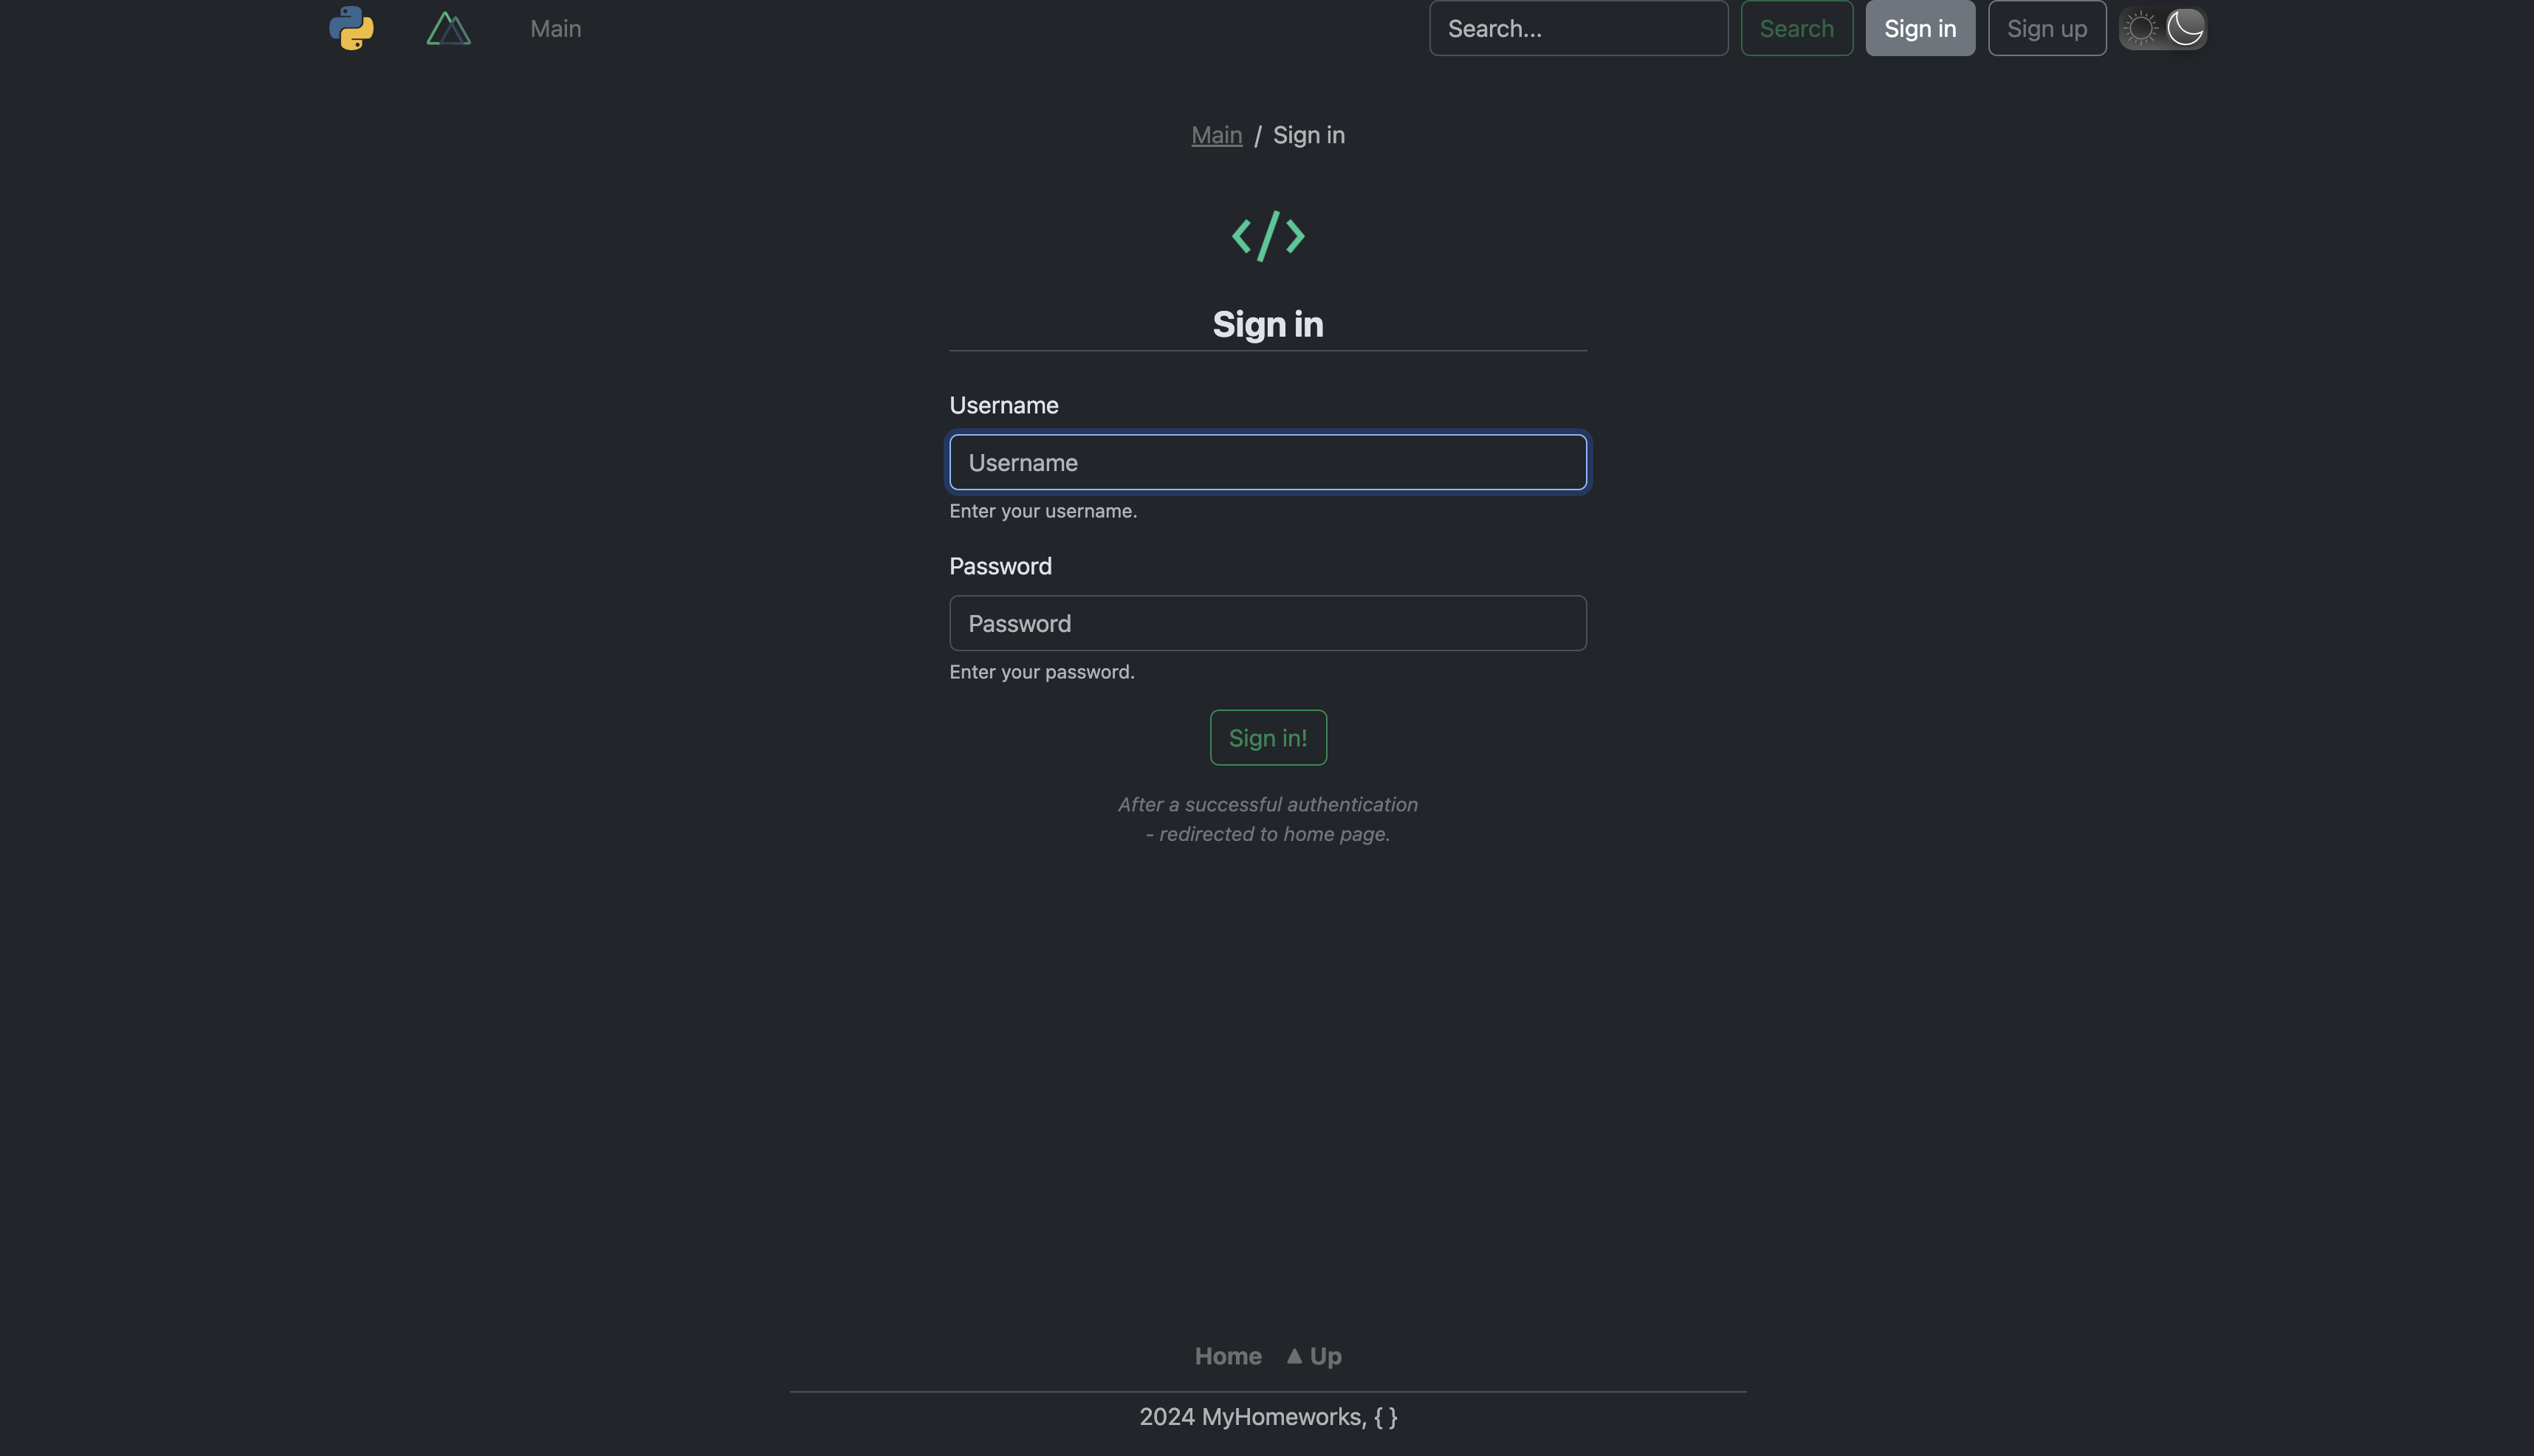 Main
Search...
Search
Sign in
Sign up
Main / Sign in
</>
Sign in
Username
Username
Enter your username.
Password
Password
Enter your password.
Sign in!
After a successful authentication
- redirected to home page.
Home ▲ Up
2024 MyHomeworks, { }